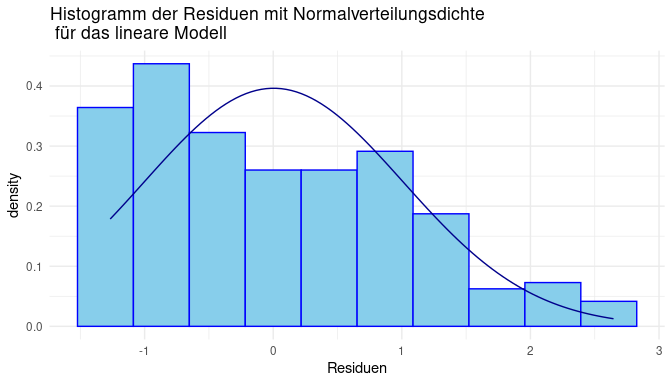 Histogramm der Residuen mit Normalverteilungsdichte
für das lineare Modell
0.4
0.3
0.2
0.1
0.0
density
-1
0
1
2
3
Residuen